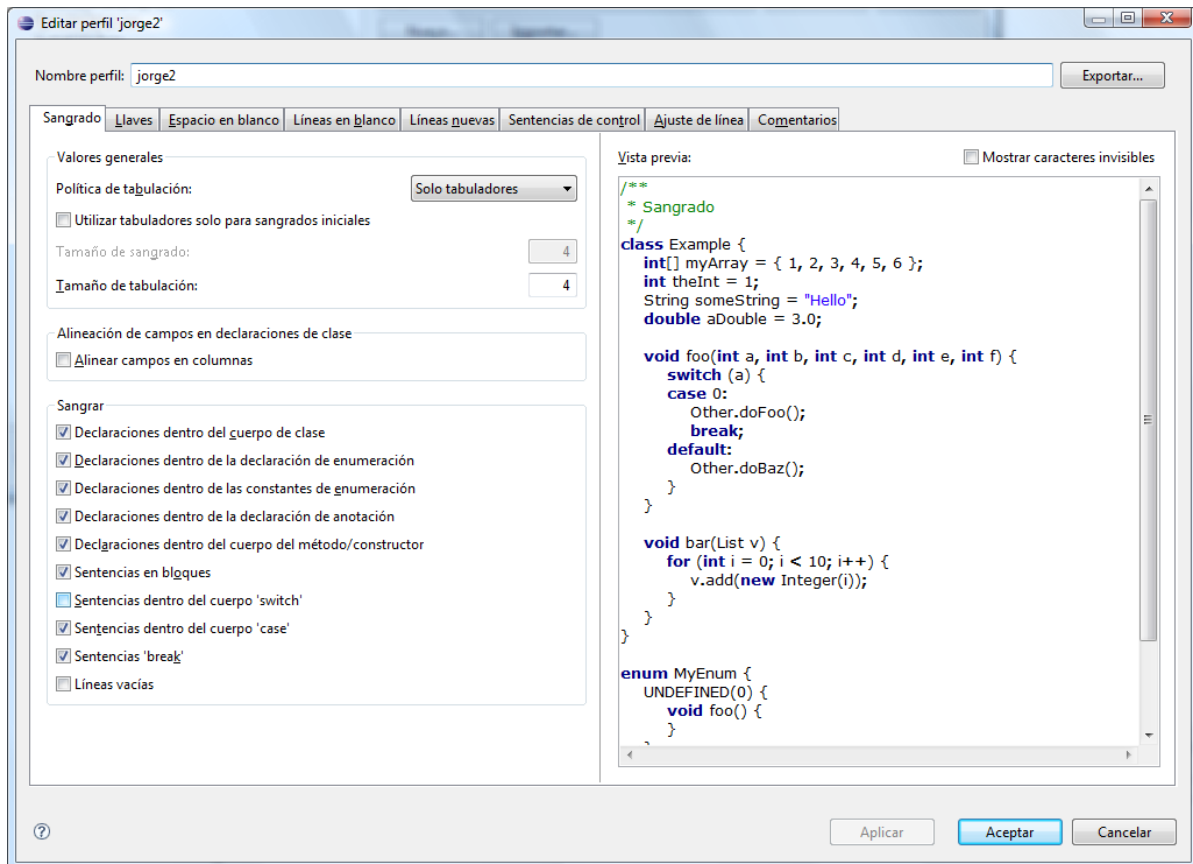 Editar perfil 'jorge2'
Nombre perfil: jorge2 Exportar...
Sangrado Llaves Espacio en blanco Líneas en blanco Líneas nuevas Sentencias de control Ajuste de línea Comentarios
Valores generales
Política de tabulación: Solo tabuladores
Utilizar tabuladores solo para sangrados iniciales
Tamaño de sangrado: 4
Tamaño de tabulación: 4
Alineación de campos en declaraciones de clase
Alinear campos en columnas
Sangrar
Declaraciones dentro del cuerpo de clase
Declaraciones dentro de la declaración de enumeración
Declaraciones dentro de las constantes de enumeración
Declaraciones dentro de la declaración de anotación
Declaraciones dentro del cuerpo del método/constructor
Sentencias en bloques
Sentencias dentro del cuerpo 'switch'
Sentencias dentro del cuerpo 'case'
Sentencias 'break'
Líneas vacías
Vista previa: Mostrar caracteres invisibles
/**
 * Sangrado
 */
class Example {
    int[] myArray = { 1, 2, 3, 4, 5, 6 };
    int theInt = 1;
    String someString = "Hello";
    double aDouble = 3.0;
    void foo(int a, int b, int c, int d, int e, int f) {
        switch (a) {
        case 0:
            Other.doFoo();
            break;
        default:
            Other.doBaz();
        }
    }
    void bar(List v) {
        for (int i = 0; i < 10; i++) {
            v.add(new Integer(i));
        }
    }
}
enum MyEnum {
    UNDEFINED(0) {
        void foo() {
        }
Aplicar Aceptar Cancelar